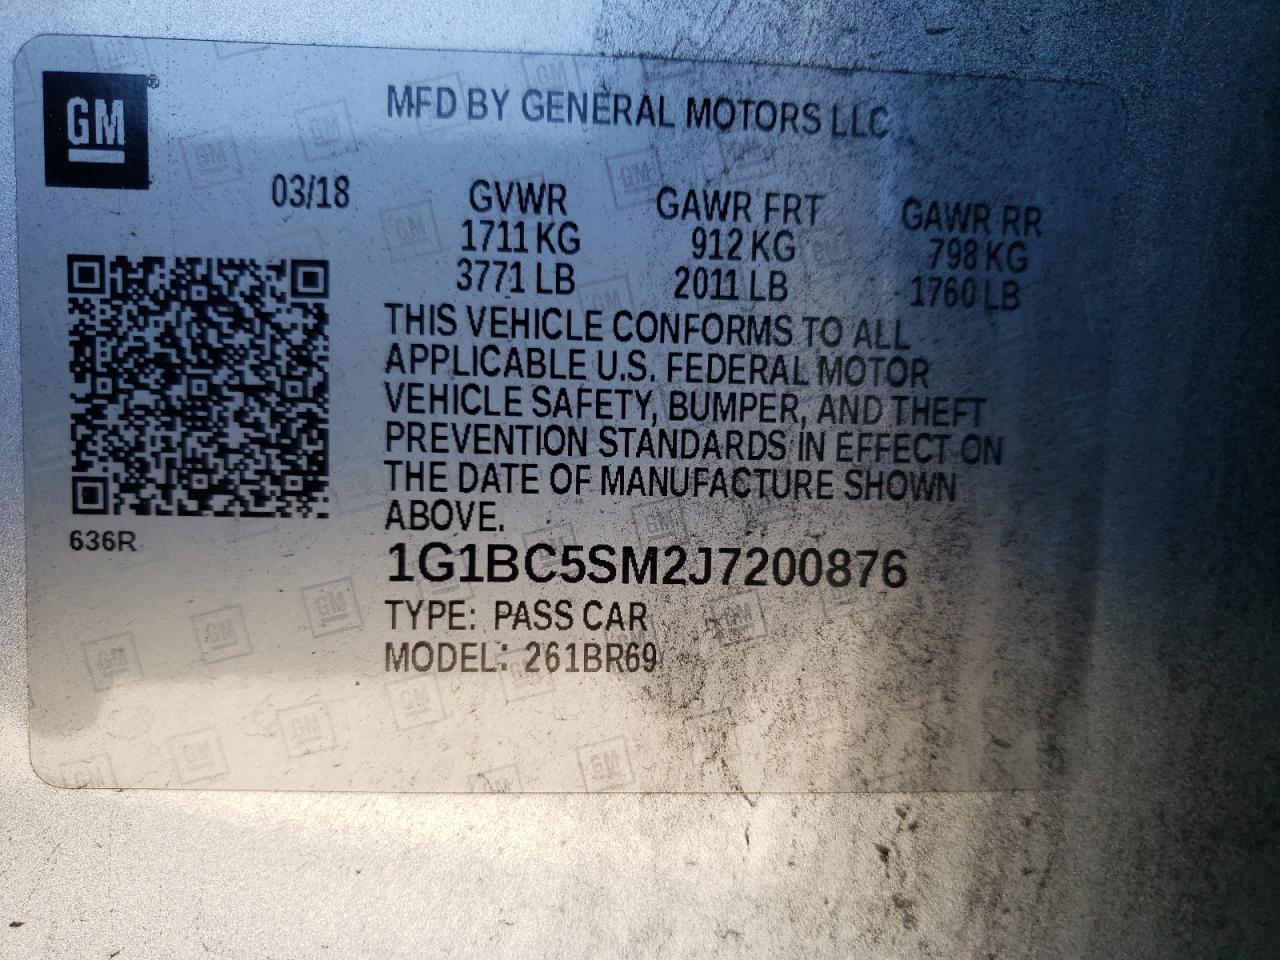 GM
MFD BY GENERAL MOTORS LLC
03/18
GVWR GAWR FRT GAWR RR
1711 KG 912 KG 798 KG
3771 LB 2011 LB 1760 LB
THIS VEHICLE CONFORMS TO ALL
APPLICABLE U.S. FEDERAL MOTOR
VEHICLE SAFETY, BUMPER, AND THEFT
PREVENTION STANDARDS IN EFFECT ON
THE DATE OF MANUFACTURE SHOWN
ABOVE.
636R
1G1BC5SM2J7200876
TYPE: PASS CAR
MODEL: 261BR69